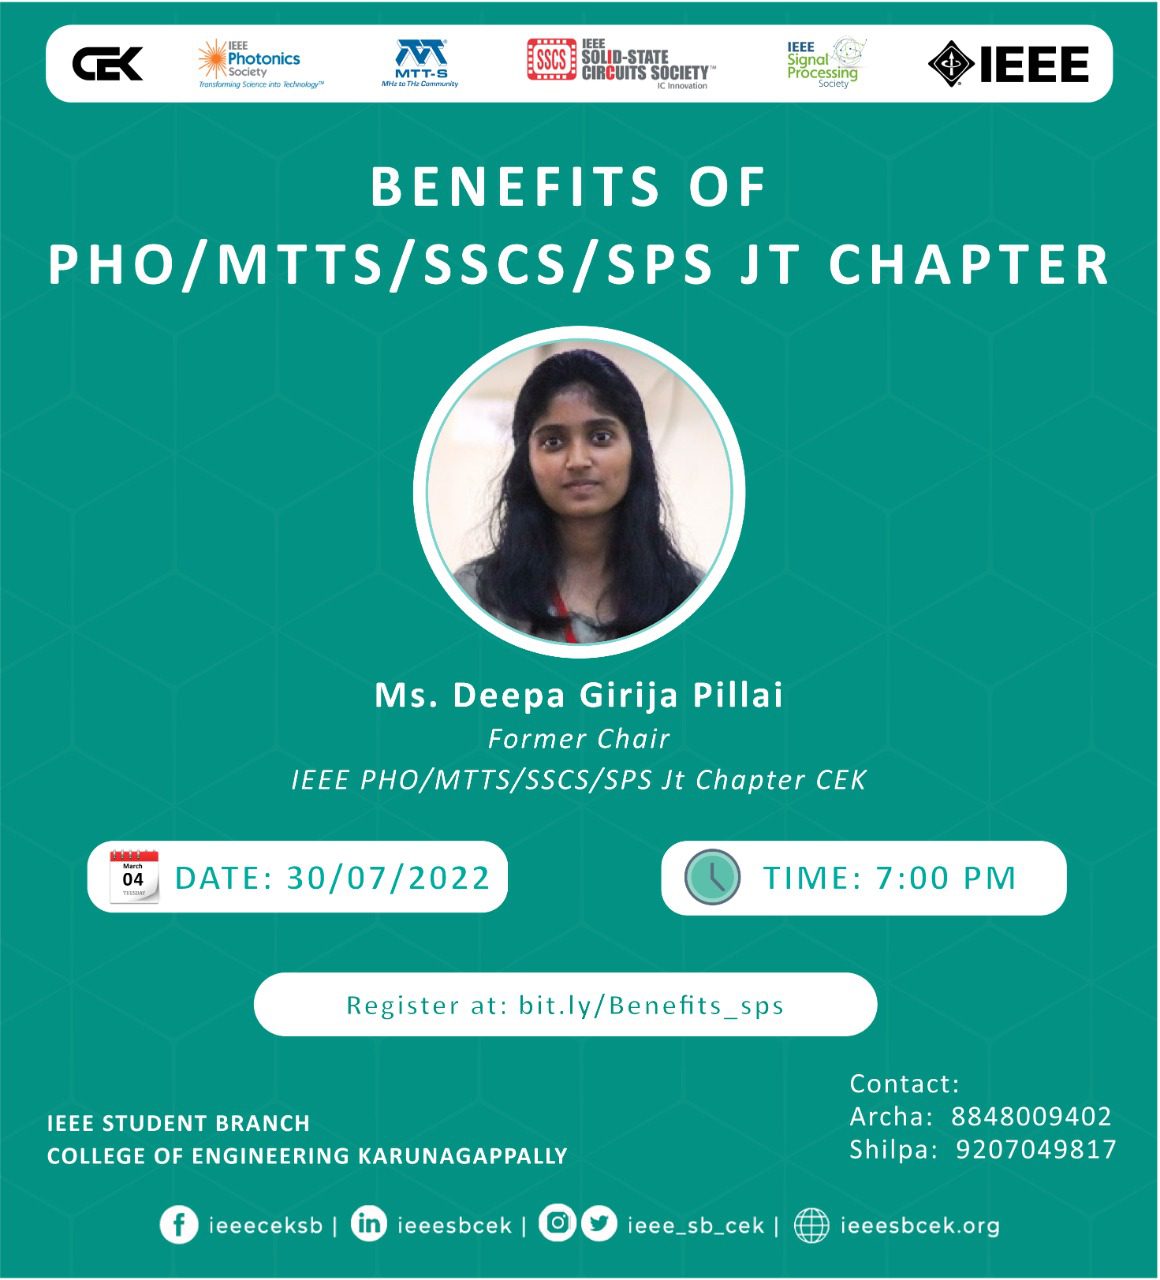 CEK
IEEE
Photonics
Society
Transforming Science into Technology™
MTT-S
MHz to THz Community
SSCS
IEEE
SOLID-STATE
CIRCUITS SOCIETY™
IC Innovation
IEEE
Signal
Processing
Society
IEEE
BENEFITS OF
PHO/MTTS/SSCS/SPS JT CHAPTER
Ms. Deepa Girija Pillai
Former Chair
IEEE PHO/MTTS/SSCS/SPS Jt Chapter CEK
March
04
TUESDAY
DATE: 30/07/2022
TIME: 7:00 PM
Register at: bit.ly/Benefits_sps
Contact:
Archa: 8848009402
Shilpa: 9207049817
IEEE STUDENT BRANCH
COLLEGE OF ENGINEERING KARUNAGAPPALLY
ieeeceksb | ieeesbcek | ieee_sb_cek | ieeesbcek.org